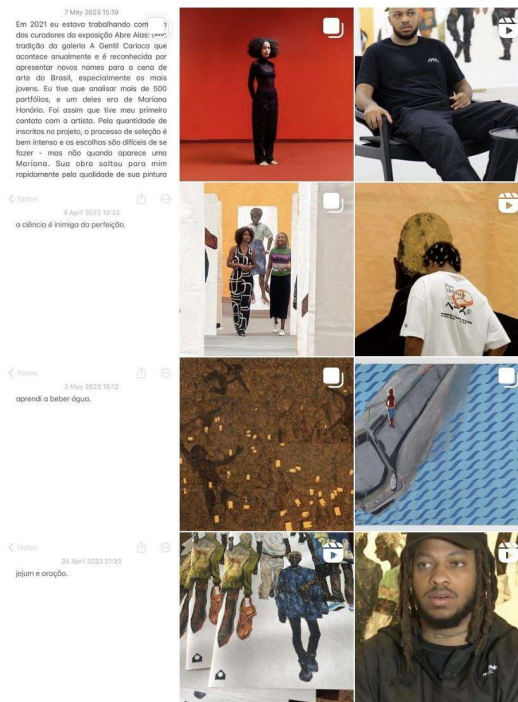 7 May 2023 15:19
Em 2021 eu estava trabalhando com
dos curadores da exposição Abre Alas:
tradição da galeria A Gentil Carioca que
acontece anualmente e é reconhecida por
apresentar novos nomes para a cena de
arte do Brasil, especialmente os mais
jovens. Eu tive que analisar mais de 500
portfólios, e um deles era de Mariana
Honório. Foi assim que tive meu primeiro
contato com a artista. Pela quantidade de
inscritos no projeto, o processo de seleção é
bem intenso e as escolhas são difíceis de se
fazer - mas não quando aparece uma
Mariana. Sua obra saltou para mim
rapidamente pela qualidade de sua pintura
Notes
4 April 2023 10:33
a ciência é inimiga da perfeição.
Notes
2 May 2023 18:12
aprendi a beber água.
Notes
24 April 2023 21:33
jejum e oração.